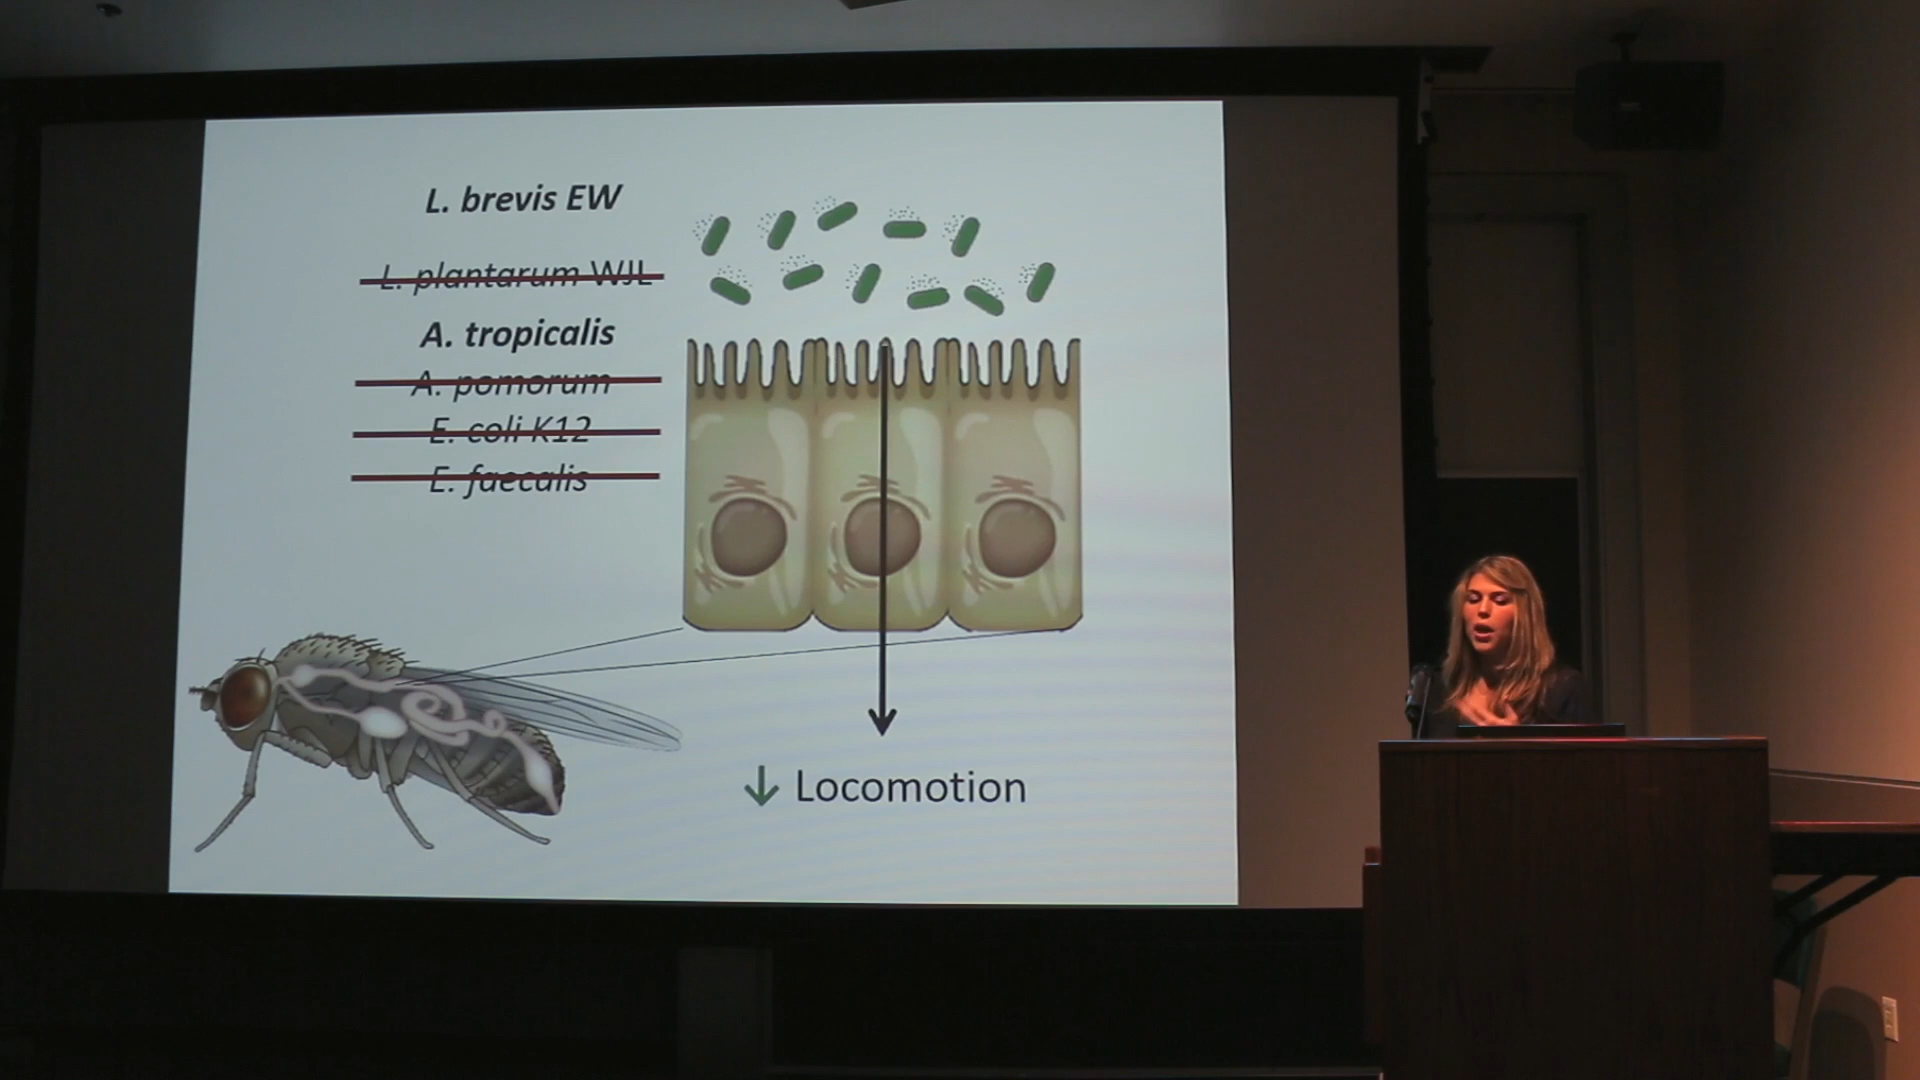 L. brevis EW
L. plantarum WJL
A. tropicalis
A. pomorum
E. coli K12
E. faecalis
↓ Locomotion